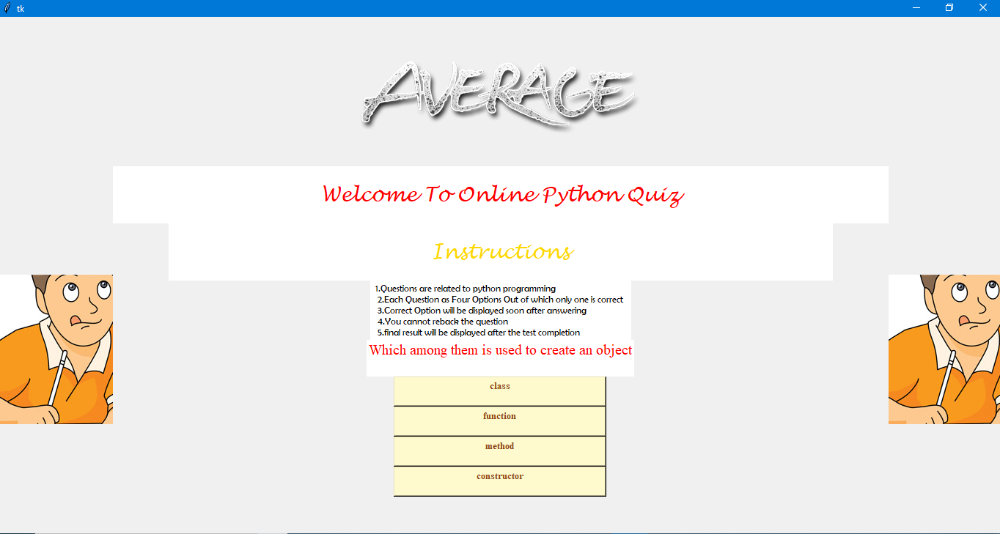 tk
AVERAGE
Welcome To Online Python Quiz
Instructions
1.Questions are related to python programming
2.Each Question as Four Options Out of which only one is correct
3.Correct Option will be displayed soon after answering
4.You cannot reback the question
5.final result will be displayed after the test completion
Which among them is used to create an object
class
function
method
constructor